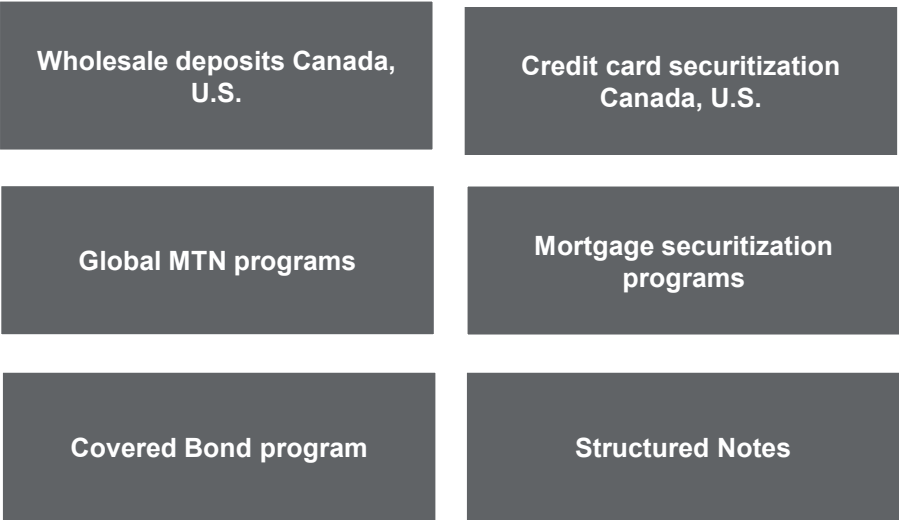 Wholesale deposits Canada,
U.S.
Credit card securitization
Canada, U.S.
Global MTN programs
Mortgage securitization
programs
Covered Bond program
Structured Notes